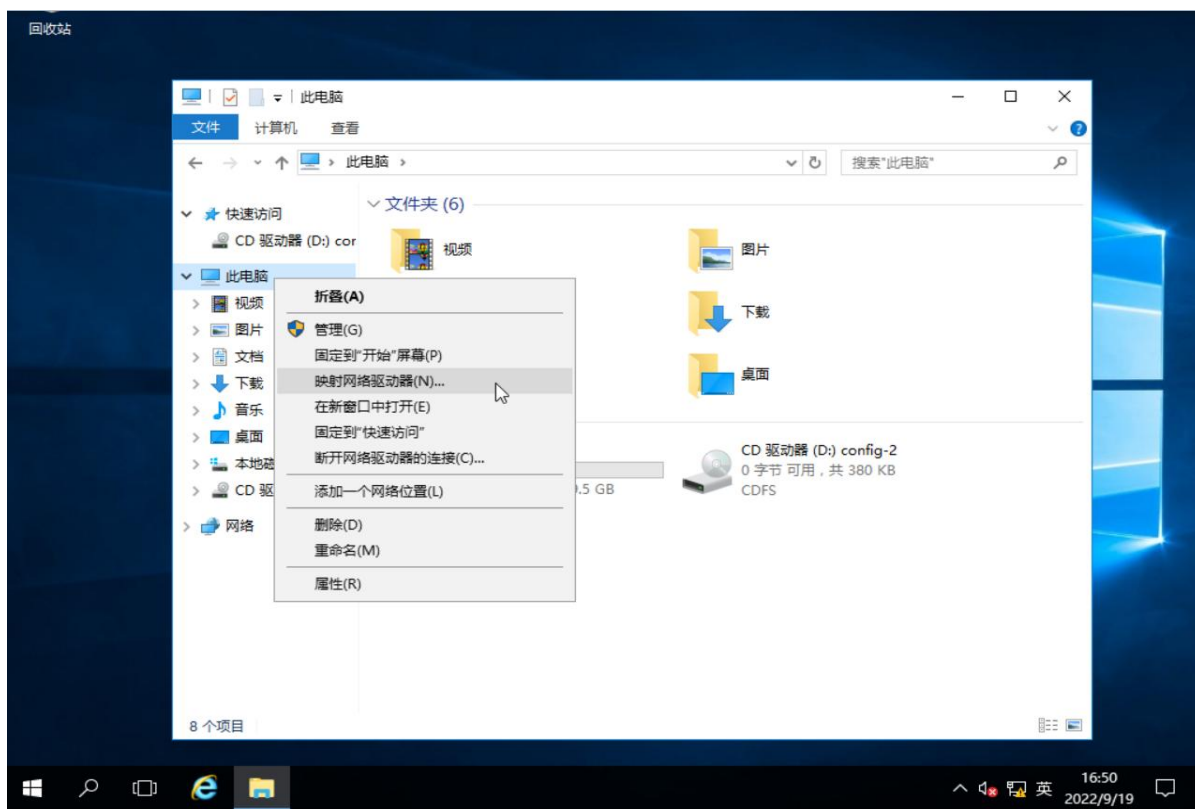 回收站
此电脑
文件 计算机 查看
此电脑
搜索"此电脑"
快速访问
CD 驱动器 (D:) cor
此电脑
视频
图片
文档
下载
音乐
桌面
本地磁
CD 驱
网络
文件夹 (6)
视频
图片
下载
桌面
折叠(A)
管理(G)
固定到"开始"屏幕(P)
映射网络驱动器(N)...
在新窗口中打开(E)
固定到"快速访问"
断开网络驱动器的连接(C)...
添加一个网络位置(L)
删除(D)
重命名(M)
属性(R)
.5 GB
CD 驱动器 (D:) config-2
0 字节 可用，共 380 KB
CDFS
8 个项目
英
16:50
2022/9/19